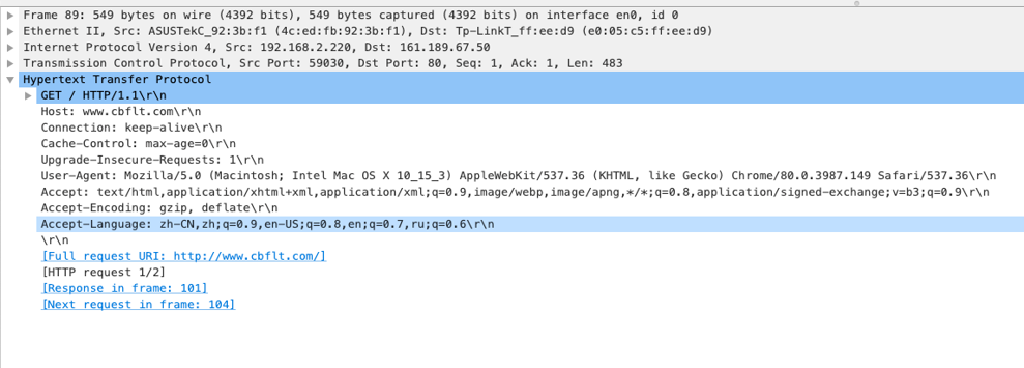 Frame 89: 549 bytes on wire (4392 bits), 549 bytes captured (4392 bits) on interface en0, id 0
Ethernet II, Src: ASUSTekC_92:3b:f1 (4c:ed:fb:92:3b:f1), Dst: Tp-LinkT_ff:ee:d9 (e0:05:c5:ff:ee:d9)
Internet Protocol Version 4, Src: 192.168.2.220, Dst: 161.189.67.50
Transmission Control Protocol, Src Port: 59030, Dst Port: 80, Seq: 1, Ack: 1, Len: 483
Hypertext Transfer Protocol
GET / HTTP/1.1\r\n
Host: www.cbflt.com\r\n
Connection: keep-alive\r\n
Cache-Control: max-age=0\r\n
Upgrade-Insecure-Requests: 1\r\n
User-Agent: Mozilla/5.0 (Macintosh; Intel Mac OS X 10_15_3) AppleWebKit/537.36 (KHTML, like Gecko) Chrome/80.0.3987.149 Safari/537.36\r\n
Accept: text/html,application/xhtml+xml,application/xml;q=0.9,image/webp,image/apng,*/*;q=0.8,application/signed-exchange;v=b3;q=0.9\r\n
Accept-Encoding: gzip, deflate\r\n
Accept-Language: zh-CN,zh;q=0.9,en-US;q=0.8,en;q=0.7,ru;q=0.6\r\n
\r\n
[Full request URI: http://www.cbflt.com/]
[HTTP request 1/2]
[Response in frame: 101]
[Next request in frame: 104]